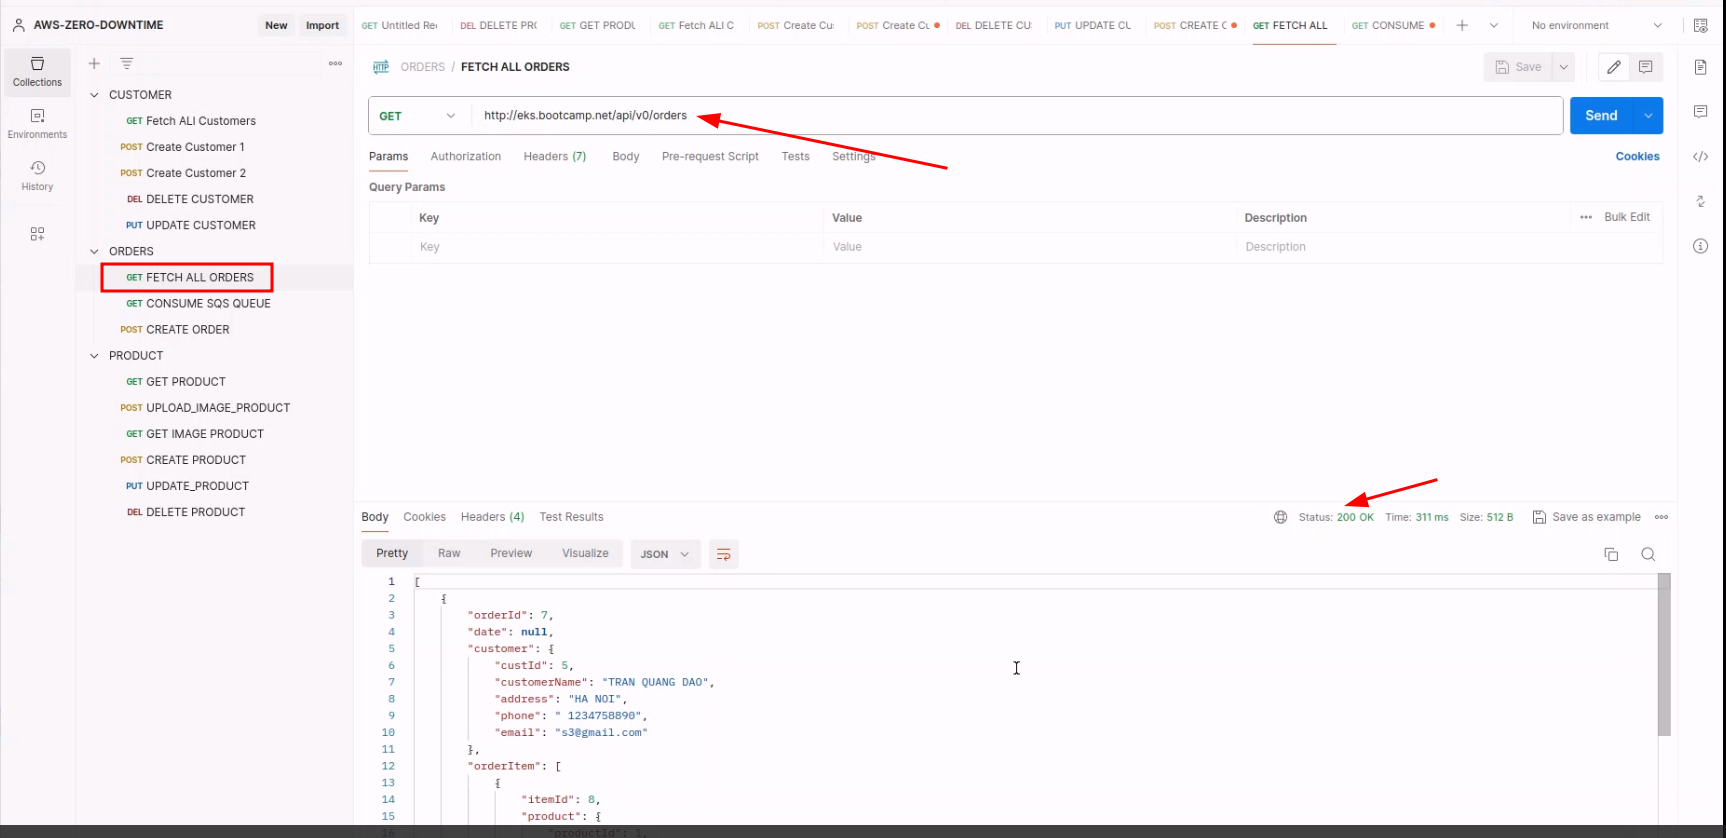 AWS-ZERO-DOWNTIME
New
Import
GET Untitled Re
DEL DELETE PR
GET GET PRODU
GET Fetch ALI C
POST Create Cu
POST Create Cu
DEL DELETE CU
PUT UPDATE CU
POST CREATE C
GET FETCH ALL
GET CONSUME
No environment
Collections
Environments
History
CUSTOMER
GET Fetch ALI Customers
POST Create Customer 1
POST Create Customer 2
DEL DELETE CUSTOMER
PUT UPDATE CUSTOMER
ORDERS
GET FETCH ALL ORDERS
GET CONSUME SQS QUEUE
POST CREATE ORDER
PRODUCT
GET GET PRODUCT
POST UPLOAD_IMAGE_PRODUCT
GET GET IMAGE PRODUCT
POST CREATE PRODUCT
PUT UPDATE_PRODUCT
DEL DELETE PRODUCT
HTTP ORDERS / FETCH ALL ORDERS
Save
GET http://eks.bootcamp.net/api/v0/orders
Send
Params Authorization Headers (7) Body Pre-request Script Tests Settings
Cookies
Query Params
Key Value Description ••• Bulk Edit
Key Value Description
Body Cookies Headers (4) Test Results
Status: 200 OK Time: 311 ms Size: 512 B
Save as example
Pretty Raw Preview Visualize JSON
1 [
2 {
3 "orderId": 7,
4 "date": null,
5 "customer": {
6 "custId": 5,
7 "customerName": "TRAN QUANG DAO",
8 "address": "HA NOI",
9 "phone": " 1234758890",
10 "email": "s3@gmail.com"
11 },
12 "orderItem": [
13 {
14 "itemId": 8,
15 "product": {
16 "productId": 1,